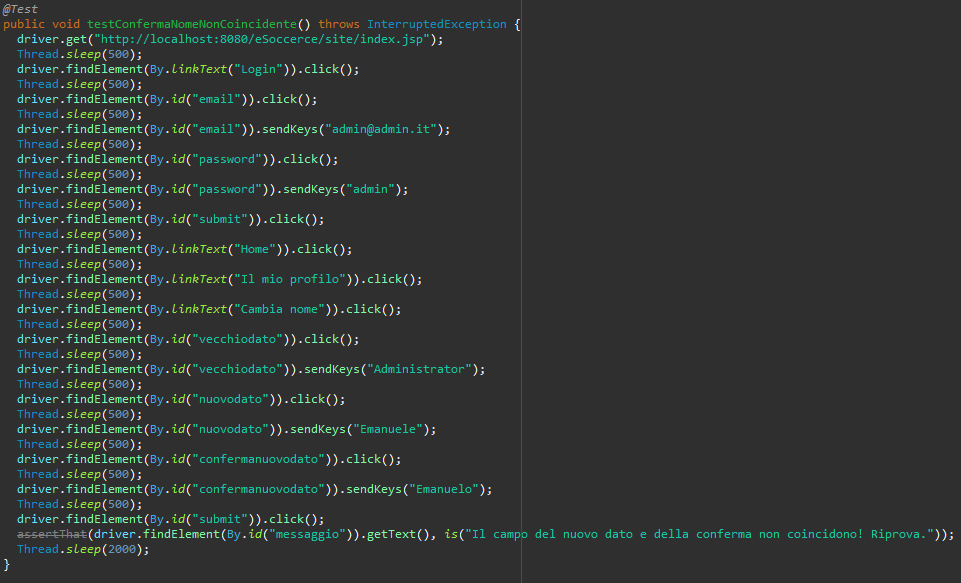 @Test
public void testConfermaNomeNonCoincidente() throws InterruptedException {
driver.get("http://localhost:8080/eSoccerce/site/index.jsp");
Thread.sleep(500);
driver.findElement(By.linkText("Login")).click();
Thread.sleep(500);
driver.findElement(By.id("email")).click();
Thread.sleep(500);
driver.findElement(By.id("email")).sendKeys("admin@admin.it");
Thread.sleep(500);
driver.findElement(By.id("password")).click();
Thread.sleep(500);
driver.findElement(By.id("password")).sendKeys("admin");
Thread.sleep(500);
driver.findElement(By.id("submit")).click();
Thread.sleep(500);
driver.findElement(By.linkText("Home")).click();
Thread.sleep(500);
driver.findElement(By.linkText("Il mio profilo")).click();
Thread.sleep(500);
driver.findElement(By.linkText("Cambia nome")).click();
Thread.sleep(500);
driver.findElement(By.id("vecchiodato")).click();
Thread.sleep(500);
driver.findElement(By.id("vecchiodato")).sendKeys("Administrator");
Thread.sleep(500);
driver.findElement(By.id("nuovodato")).click();
Thread.sleep(500);
driver.findElement(By.id("nuovodato")).sendKeys("Emanuele");
Thread.sleep(500);
driver.findElement(By.id("confermanuovodato")).click();
Thread.sleep(500);
driver.findElement(By.id("confermanuovodato")).sendKeys("Emanuelo");
Thread.sleep(500);
driver.findElement(By.id("submit")).click();
assertThat(driver.findElement(By.id("messaggio")).getText(), is("Il campo del nuovo dato e della conferma non coincidono! Riprova."));
Thread.sleep(2000);
}